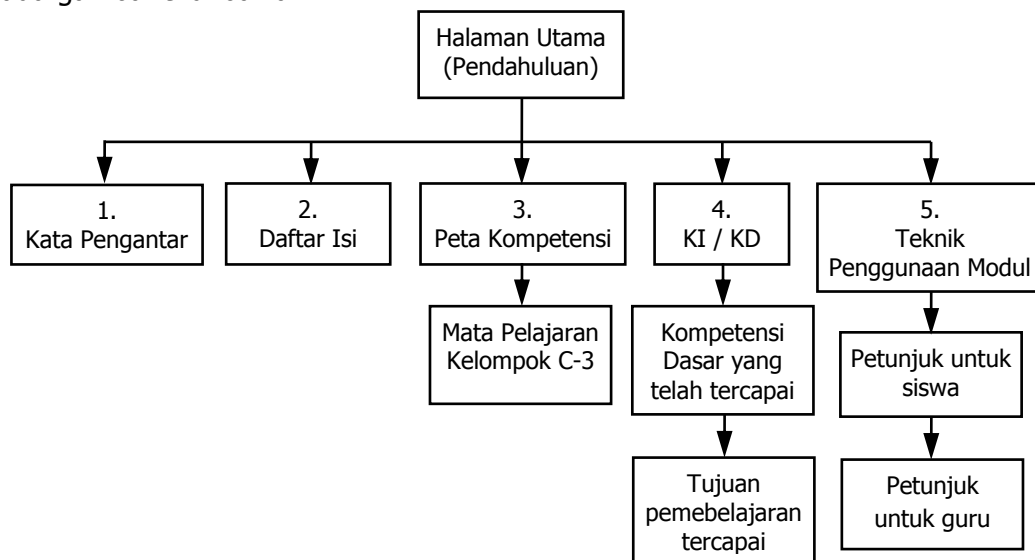 Halaman Utama
(Pendahuluan)
1.
Kata Pengantar
2.
Daftar Isi
3.
Peta Kompetensi
4.
KI / KD
5.
Teknik
Penggunaan Modul
Mata Pelajaran
Kelompok C-3
Kompetensi
Dasar yang
telah tercapai
Petunjuk untuk
siswa
Tujuan
pemebelajaran
tercapai
Petunjuk
untuk guru